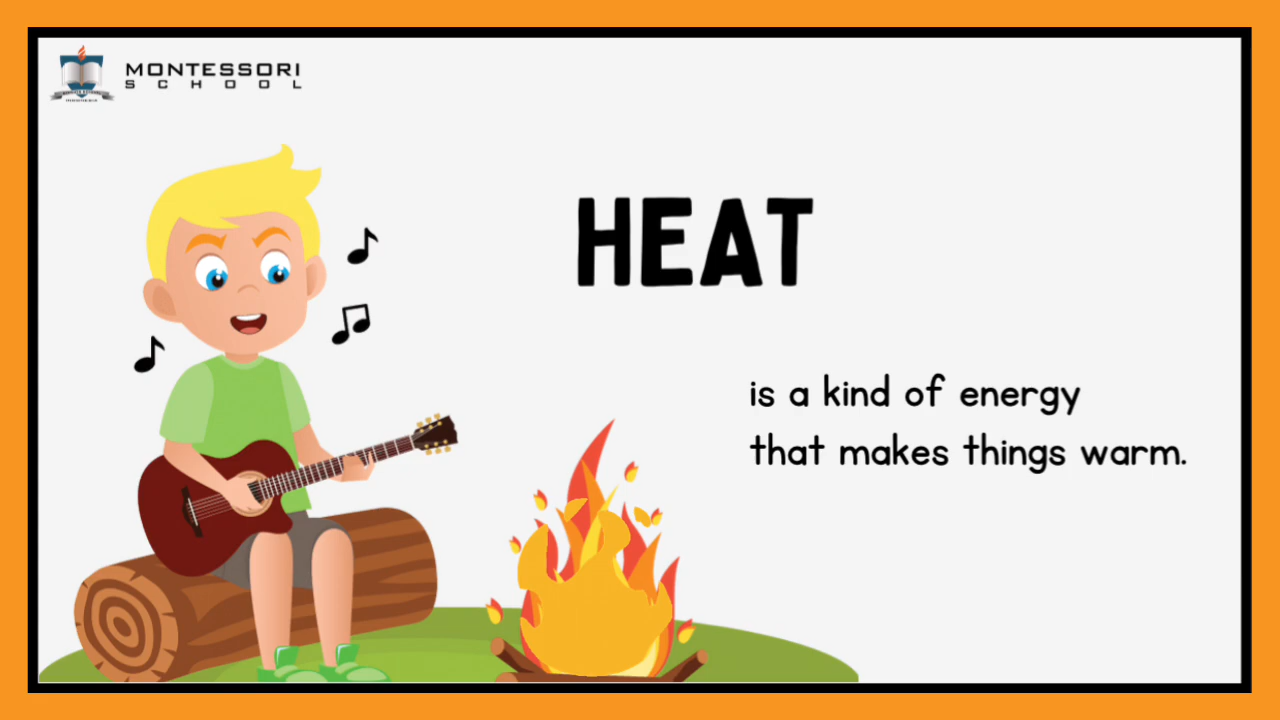 MONTESSORI
SCHOOL
HEAT
is a kind of energy
that makes things warm.